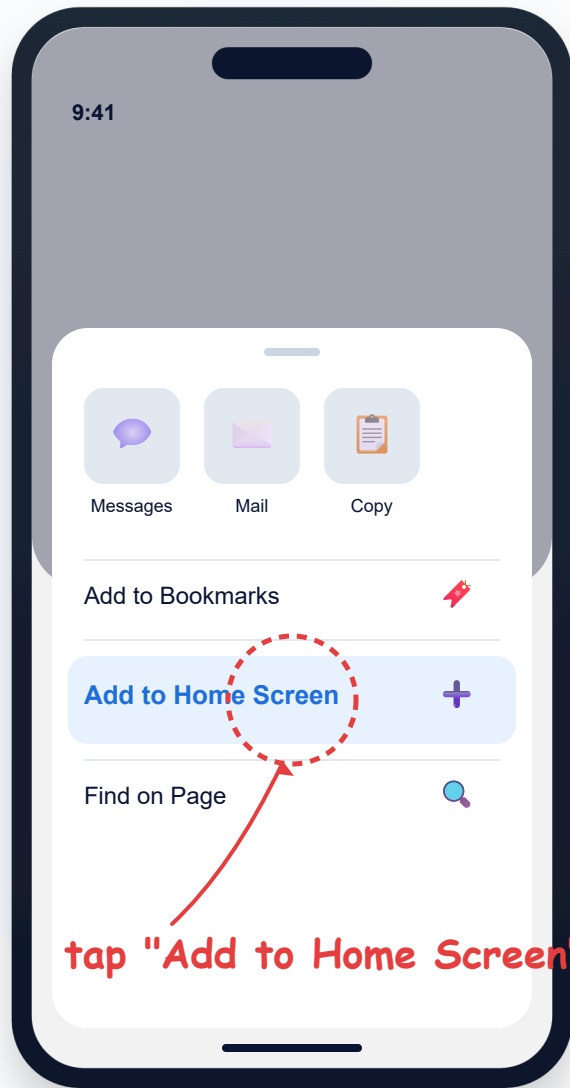 9:41
Messages Mail Copy
Add to Bookmarks
Add to Home Screen
Find on Page
tap "Add to Home Screen"